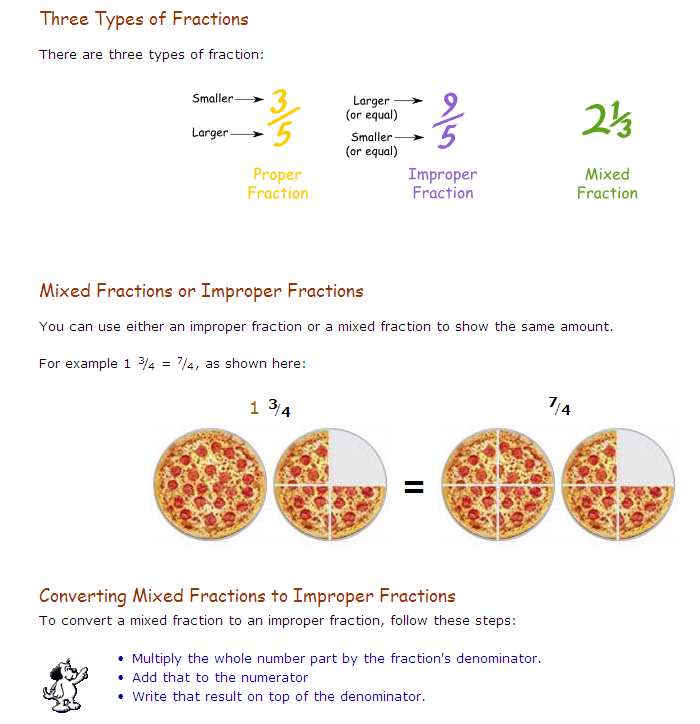 Three Types of Fractions
There are three types of fraction:
Smaller
Larger
3/5
Proper
Fraction
Larger
(or equal)
Smaller
(or equal)
9/5
Improper
Fraction
2 1/3
Mixed
Fraction
Mixed Fractions or Improper Fractions
You can use either an improper fraction or a mixed fraction to show the same amount.
For example 1 3/4 = 7/4, as shown here:
1 3/4
7/4
=
Converting Mixed Fractions to Improper Fractions
To convert a mixed fraction to an improper fraction, follow these steps:
• Multiply the whole number part by the fraction's denominator.
• Add that to the numerator
• Write that result on top of the denominator.